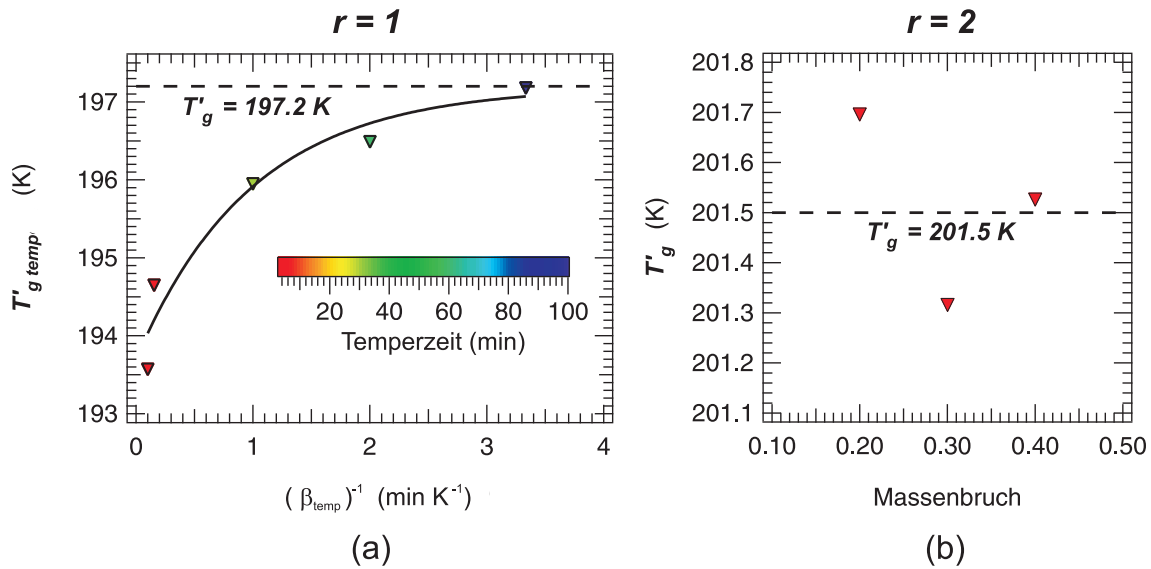 r = 1
T'g temp (K)
197
196
195
194
193
T'g = 197.2 K
20 40 60 80 100
Temperzeit (min)
0 1 2 3 4
(βtemp)-1 (min K-1)
(a)
r = 2
T'g (K)
201.8
201.7
201.6
201.5
201.4
201.3
201.2
201.1
T'g = 201.5 K
0.10 0.20 0.30 0.40 0.50
Massenbruch
(b)